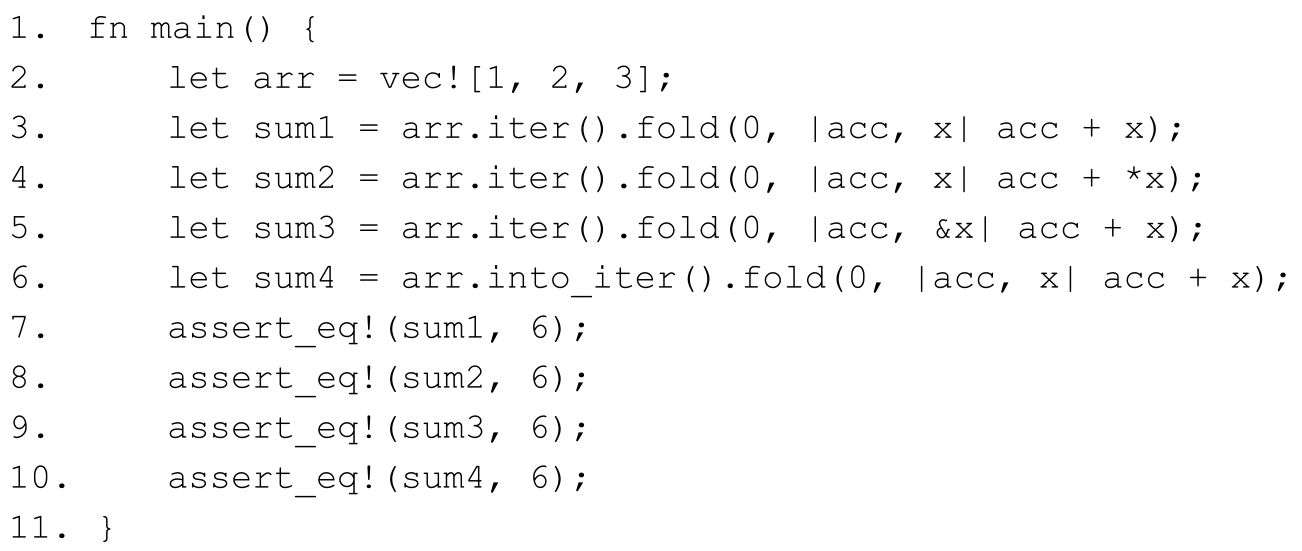 1. fn main() {
2. let arr = vec![1, 2, 3];
3. let sum1 = arr.iter().fold(0, |acc, x| acc + x);
4. let sum2 = arr.iter().fold(0, |acc, x| acc + *x);
5. let sum3 = arr.iter().fold(0, |acc, &x| acc + x);
6. let sum4 = arr.into_iter().fold(0, |acc, x| acc + x);
7. assert_eq!(sum1, 6);
8. assert_eq!(sum2, 6);
9. assert_eq!(sum3, 6);
10. assert_eq!(sum4, 6);
11. }